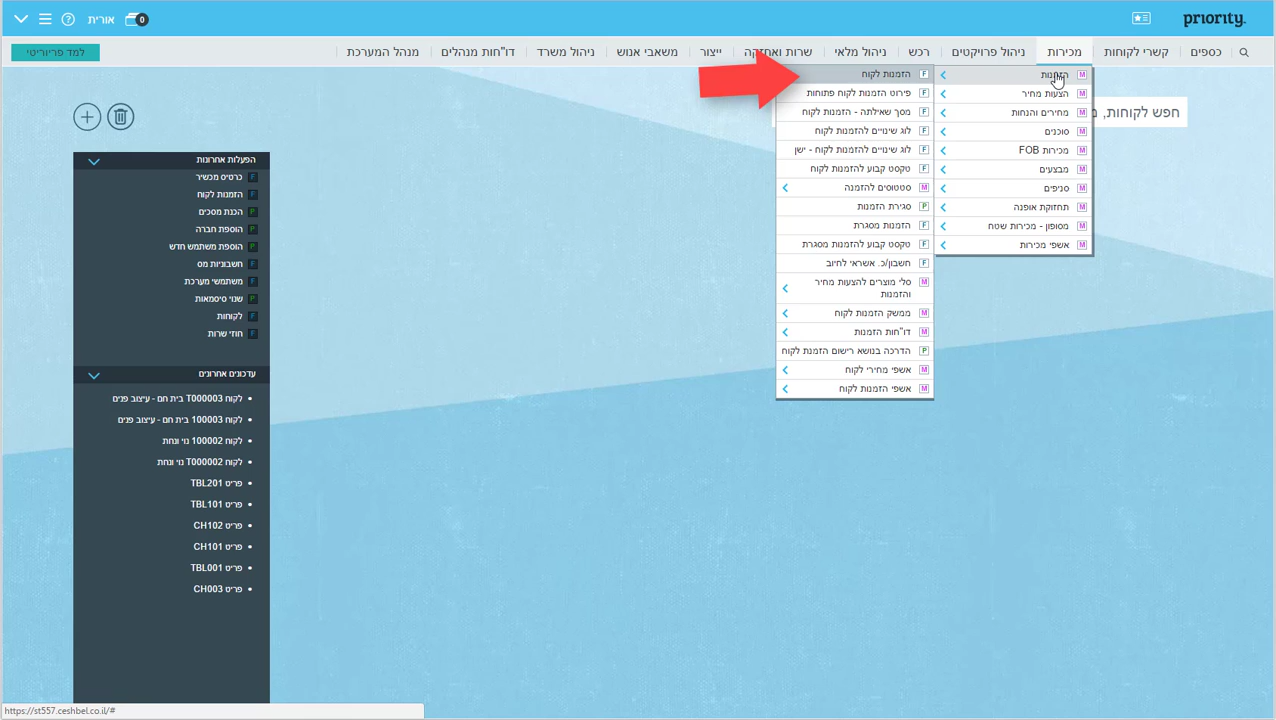 priority.
אורית
0
כספים
קשרי לקוחות
מכירות
ניהול פרויקטים
רכש
ניהול מלאי
שרות ואחזקה
ייצור
משאבי אנוש
ניהול משרד
דו"חות מנהלים
מנהל המערכת
למד פריוריטי
חפש לקוחות,
M הזמנות
M הצעות מחיר
M מחירים והנחות
M סוכנים
M מכירות FOB
M מבצעים
M סניפים
M תחזוקת אופנה
M מסופון - מכירות שטח
M אשפי מכירות
F הזמנות לקוח
F פירוט הזמנות לקוח פתוחות
F מסך שאילתה - הזמנות לקוח
F לוג שינויים להזמנות לקוח
F לוג שינויים להזמנות לקוח - ישן
F טקסט קבוע להזמנות לקוח
M סטטוסים להזמנה
P סגירת הזמנות
F הזמנות מסגרת
F טקסט קבוע להזמנות מסגרת
F חשבון/כ. אשראי לחיוב
M סלי מוצרים להצעות מחיר
והזמנות
M ממשק הזמנות לקוח
M דו"חות הזמנות
P הדרכה בנושא רישום הזמנת לקוח
M אשפי מחירי לקוח
M אשפי הזמנות לקוח
הפעלות אחרונות
F כרטיס מכשיר
F הזמנות לקוח
P הכנת מסכים
P הוספת חברה
P הוספת משתמש חדש
F חשבוניות מס
F משתמשי מערכת
P שנוי סיסמאות
F לקוחות
F חוזי שרות
עדכונים אחרונים
• לקוח T000003 בית חם - עיצוב פנים
• לקוח 100003 בית חם - עיצוב פנים
• לקוח 100002 נוי ונחת
• לקוח T000002 נוי ונחת
• פריט TBL201
• פריט TBL101
• פריט CH102
• פריט CH101
• פריט TBL001
• פריט CH003
https://st557.ceshbel.co.il/#